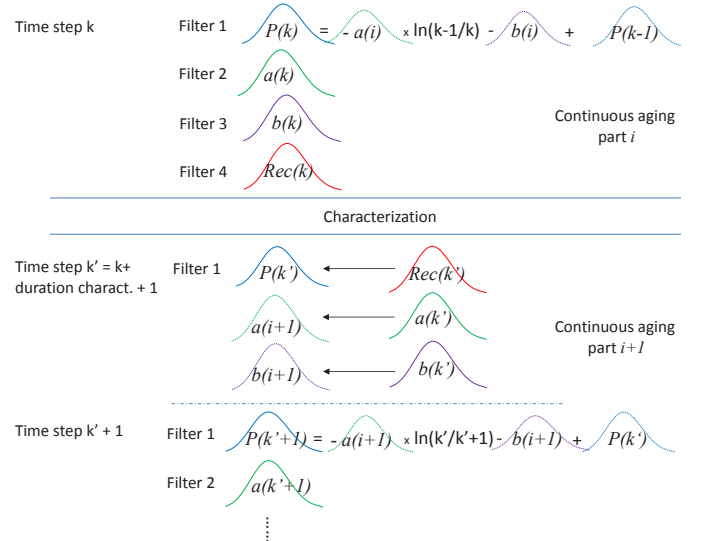 Time step k
Filter 1
P(k) = - a(i) x ln(k-1/k) - b(i) + P(k-1)
Filter 2
a(k)
Filter 3
b(k)
Continuous aging
part i
Filter 4
Rec(k)
Characterization
Time step k' = k+
duration charact. + 1
Filter 1
P(k')
Rec(k')
a(i+1)
a(k')
Continuous aging
part i+1
b(i+1)
b(k')
Time step k' + 1
Filter 1
P(k'+1) = - a(i+1) x ln(k'/k'+1) - b(i+1) + P(k')
Filter 2
a(k'+1)